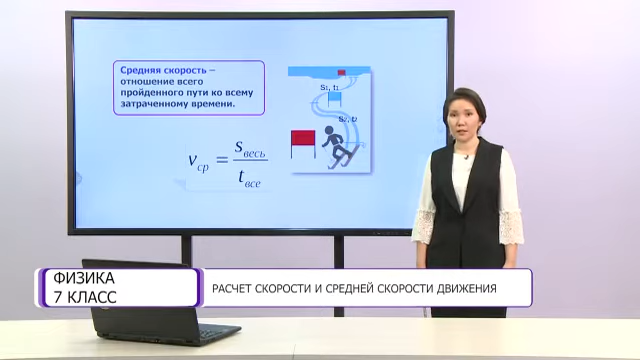 Средняя скорость –
отношение всего
пройденного пути ко всему
затраченному времени.
s₁, t₁
s₂, t₂
v_ср = s_весь / t_все
ФИЗИКА
7 КЛАСС
РАСЧЕТ СКОРОСТИ И СРЕДНЕЙ СКОРОСТИ ДВИЖЕНИЯ